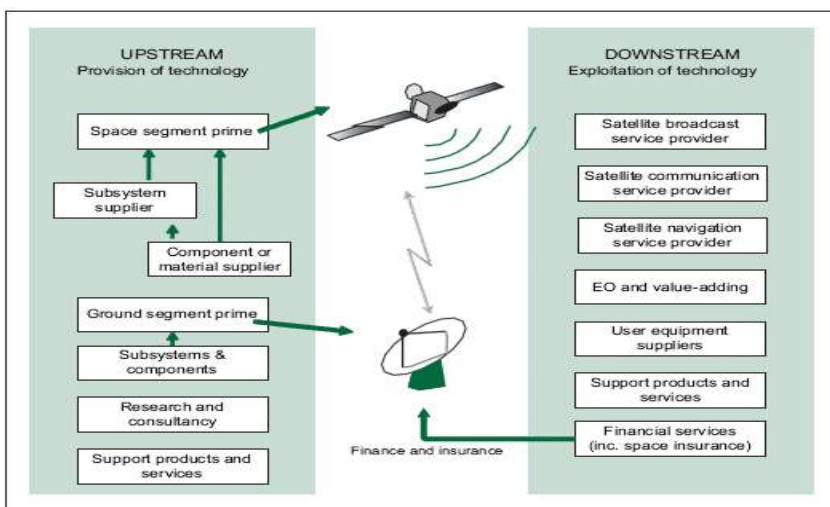 UPSTREAM
Provision of technology
Space segment prime
Subsystem
supplier
Component or
material supplier
Ground segment prime
Subsystems &
components
Research and
consultancy
Support products and
services
Finance and insurance
DOWNSTREAM
Exploitation of technology
Satellite broadcast
service provider
Satellite communication
service provider
Satellite navigation
service provider
EO and value-adding
User equipment
suppliers
Support products and
services
Financial services
(inc. space insurance)